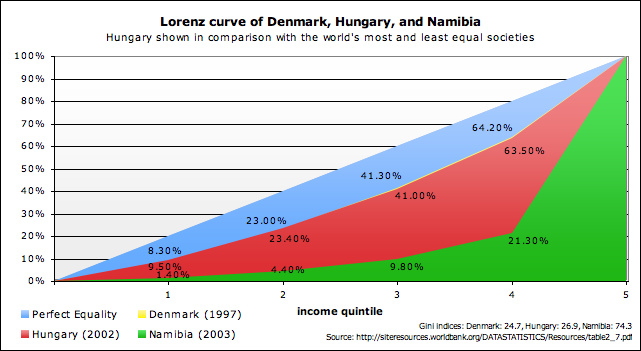 Lorenz curve of Denmark, Hungary, and Namibia
Hungary shown in comparison with the world's most and least equal societies
100%
90%
80%
70%
60%
50%
40%
30%
20%
10%
0%
8.30%
9.50%
1.40%
23.00%
23.40%
4.40%
41.30%
41.00%
9.80%
64.20%
63.50%
21.30%
1 2 3 4 5
income quintile
Perfect Equality Denmark (1997)
Hungary (2002) Namibia (2003)
Gini indices: Denmark: 24.7, Hungary: 26.9, Namibia: 74.3
Source: http://siteresources.worldbank.org/DATASTATISTICS/Resources/table2_7.pdf